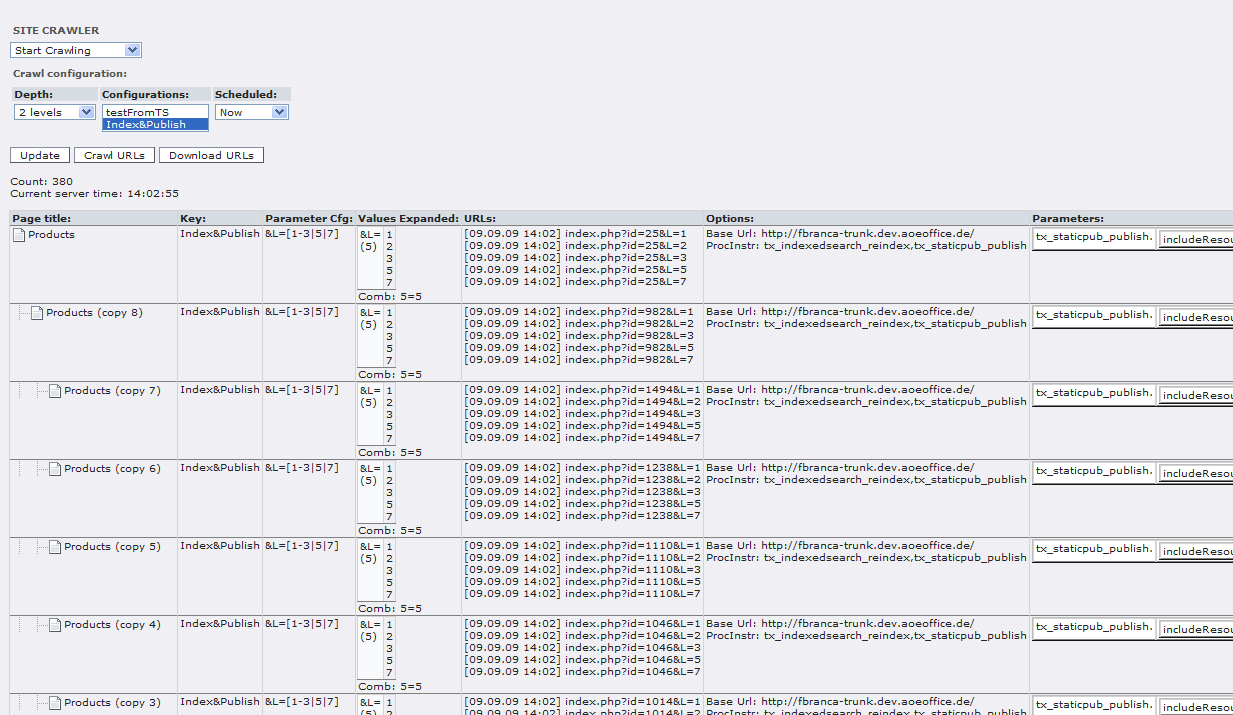 SITE CRAWLER
Start Crawling
Crawl configuration:
Depth: Configurations: Scheduled:
2 levels testFromTS Now
Index&Publish
Update Crawl URLs Download URLs
Count: 380
Current server time: 14:02:55
Page title: Key: Parameter Cfg: Values Expanded: URLs: Options: Parameters:
Products Index&Publish &L=[1-3|5|7] &L= 1 [09.09.09 14:02] index.php?id=25&L=1 Base Url: http://fbranca-trunk.dev.aoeoffice.de/ tx_staticpub_publish. includeResou
(5) 2 [09.09.09 14:02] index.php?id=25&L=2 ProcInstr: tx_indexedsearch_reindex,tx_staticpub_publish
3 [09.09.09 14:02] index.php?id=25&L=3
5 [09.09.09 14:02] index.php?id=25&L=5
7 [09.09.09 14:02] index.php?id=25&L=7
Comb: 5=5
Products (copy 8) Index&Publish &L=[1-3|5|7] &L= 1 [09.09.09 14:02] index.php?id=982&L=1 Base Url: http://fbranca-trunk.dev.aoeoffice.de/ tx_staticpub_publish. includeResou
(5) 2 [09.09.09 14:02] index.php?id=982&L=2 ProcInstr: tx_indexedsearch_reindex,tx_staticpub_publish
3 [09.09.09 14:02] index.php?id=982&L=3
5 [09.09.09 14:02] index.php?id=982&L=5
7 [09.09.09 14:02] index.php?id=982&L=7
Comb: 5=5
Products (copy 7) Index&Publish &L=[1-3|5|7] &L= 1 [09.09.09 14:02] index.php?id=1494&L=1 Base Url: http://fbranca-trunk.dev.aoeoffice.de/ tx_staticpub_publish. includeResou
(5) 2 [09.09.09 14:02] index.php?id=1494&L=2 ProcInstr: tx_indexedsearch_reindex,tx_staticpub_publish
3 [09.09.09 14:02] index.php?id=1494&L=3
5 [09.09.09 14:02] index.php?id=1494&L=5
7 [09.09.09 14:02] index.php?id=1494&L=7
Comb: 5=5
Products (copy 6) Index&Publish &L=[1-3|5|7] &L= 1 [09.09.09 14:02] index.php?id=1238&L=1 Base Url: http://fbranca-trunk.dev.aoeoffice.de/ tx_staticpub_publish. includeResou
(5) 2 [09.09.09 14:02] index.php?id=1238&L=2 ProcInstr: tx_indexedsearch_reindex,tx_staticpub_publish
3 [09.09.09 14:02] index.php?id=1238&L=3
5 [09.09.09 14:02] index.php?id=1238&L=5
7 [09.09.09 14:02] index.php?id=1238&L=7
Comb: 5=5
Products (copy 5) Index&Publish &L=[1-3|5|7] &L= 1 [09.09.09 14:02] index.php?id=1110&L=1 Base Url: http://fbranca-trunk.dev.aoeoffice.de/ tx_staticpub_publish. includeResou
(5) 2 [09.09.09 14:02] index.php?id=1110&L=2 ProcInstr: tx_indexedsearch_reindex,tx_staticpub_publish
3 [09.09.09 14:02] index.php?id=1110&L=3
5 [09.09.09 14:02] index.php?id=1110&L=5
7 [09.09.09 14:02] index.php?id=1110&L=7
Comb: 5=5
Products (copy 4) Index&Publish &L=[1-3|5|7] &L= 1 [09.09.09 14:02] index.php?id=1046&L=1 Base Url: http://fbranca-trunk.dev.aoeoffice.de/ tx_staticpub_publish. includeResou
(5) 2 [09.09.09 14:02] index.php?id=1046&L=2 ProcInstr: tx_indexedsearch_reindex,tx_staticpub_publish
3 [09.09.09 14:02] index.php?id=1046&L=3
5 [09.09.09 14:02] index.php?id=1046&L=5
7 [09.09.09 14:02] index.php?id=1046&L=7
Comb: 5=5
Products (copy 3) Index&Publish &L=[1-3|5|7] &L= 1 [09.09.09 14:02] index.php?id=1014&L=1 Base Url: http://fbranca-trunk.dev.aoeoffice.de/ tx_staticpub_publish. includeResou
(5) 2 [09.09.09 14:02] index.php?id=1014&L=2 ProcInstr: tx_indexedsearch_reindex,tx_staticpub_publish